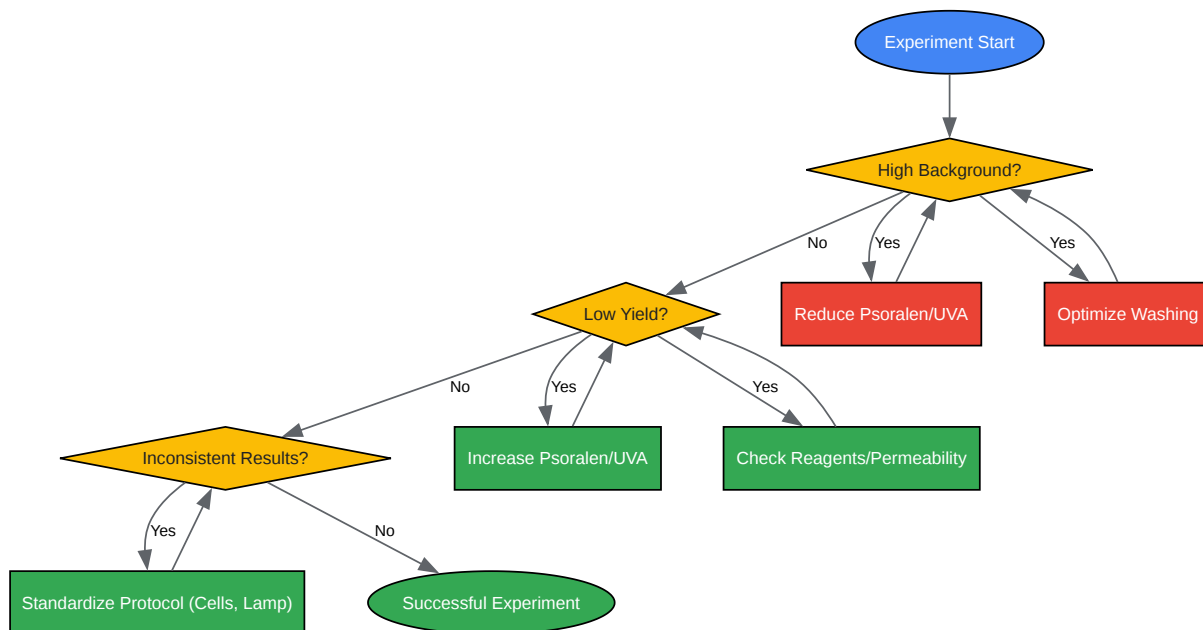 Experiment Start
High Background?
No
Yes
Yes
Low Yield?
Reduce Psoralen/UVA
Optimize Washing
No
Yes
Yes
Inconsistent Results?
Increase Psoralen/UVA
Check Reagents/Permeability
Yes
No
Standardize Protocol (Cells, Lamp)
Successful Experiment